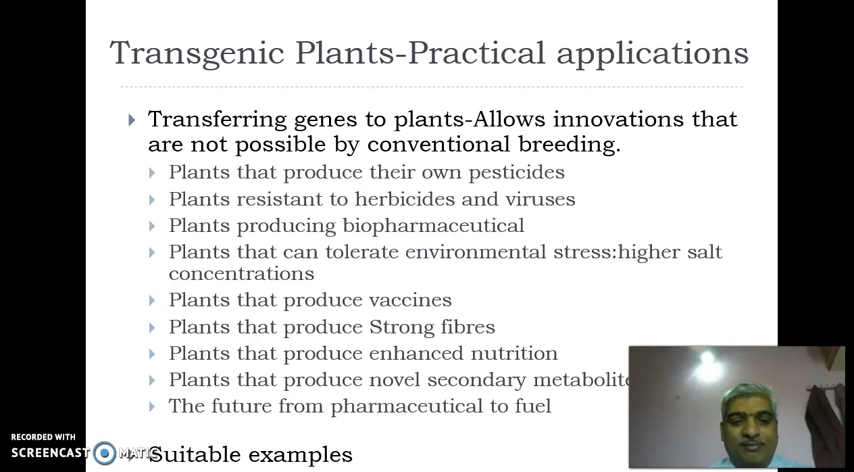 Transgenic Plants-Practical applications
Transferring genes to plants-Allows innovations that
are not possible by conventional breeding.
Plants that produce their own pesticides
Plants resistant to herbicides and viruses
Plants producing biopharmaceutical
Plants that can tolerate environmental stress:higher salt
concentrations
Plants that produce vaccines
Plants that produce Strong fibres
Plants that produce enhanced nutrition
Plants that produce novel secondary
The future from pharmaceutical to fuel
Suitable examples
RECORDED WITH
SCREENCAST MATIC